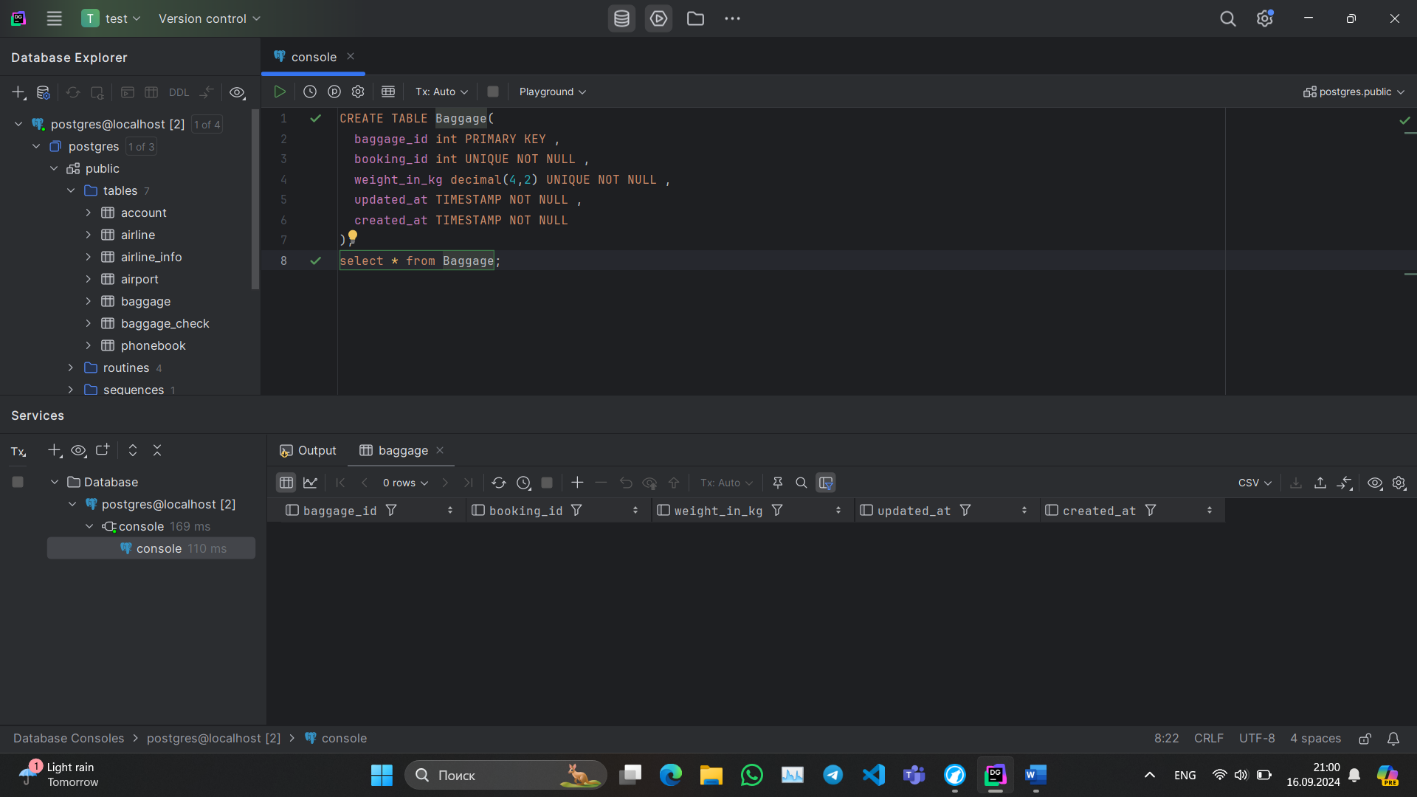 T test Version control
Database Explorer
console
DDL
Tx: Auto Playground postgres.public
postgres@localhost [2] 1 of 4
postgres 1 of 3
public
tables 7
account
airline
airline_info
airport
baggage
baggage_check
phonebook
routines 4
sequences 1
1 CREATE TABLE Baggage(
2 baggage_id int PRIMARY KEY ,
3 booking_id int UNIQUE NOT NULL ,
4 weight_in_kg decimal(4,2) UNIQUE NOT NULL ,
5 updated_at TIMESTAMP NOT NULL ,
6 created_at TIMESTAMP NOT NULL
7 )
8 select * from Baggage;
Services
Tx
Database
postgres@localhost [2]
console 169 ms
console 110 ms
Output baggage
0 rows Tx: Auto CSV
baggage_id booking_id weight_in_kg updated_at created_at
Database Consoles > postgres@localhost [2] > console 8:22 CRLF UTF-8 4 spaces
1 Light rain
Tomorrow
Поиск
DG
ENG
21:00
16.09.2024
PRE